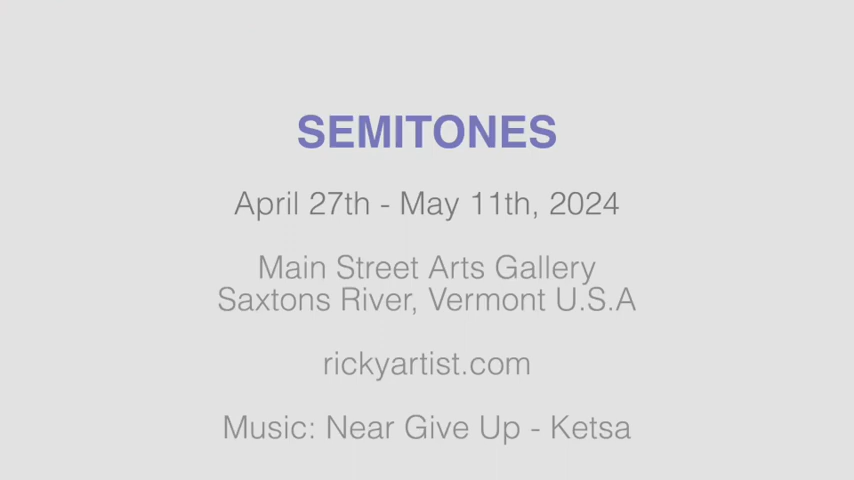 SEMITONES
April 27th - May 11th, 2024
Main Street Arts Gallery
Saxtons River, Vermont U.S.A
rickyartist.com
Music: Near Give Up - Ketsa